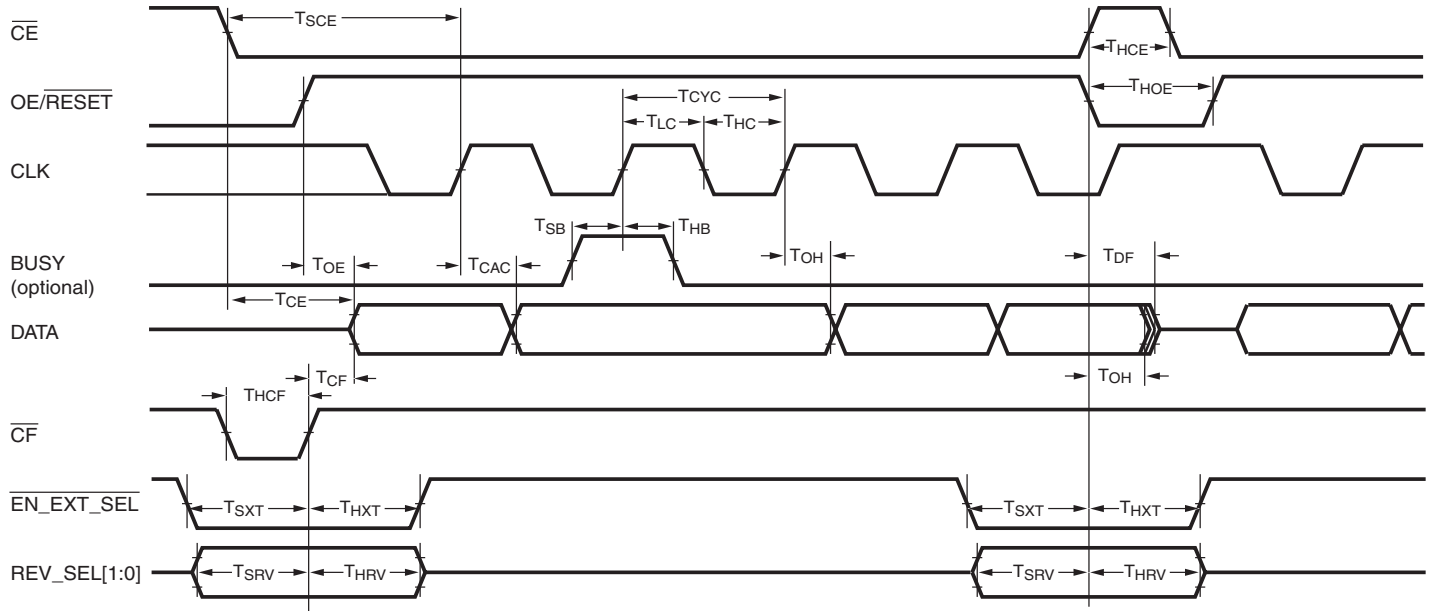 CE
TSCE
THCE
OE/RESET
TCYC
THOE
TLC
THC
CLK
TSB
THB
BUSY
(optional)
TOE
TCAC
TOH
TDF
TCE
DATA
TCF
TOH
THCF
CF
EN_EXT_SEL
TSXT
THXT
TSXT
THXT
REV_SEL[1:0]
TSRV
THRV
TSRV
THRV